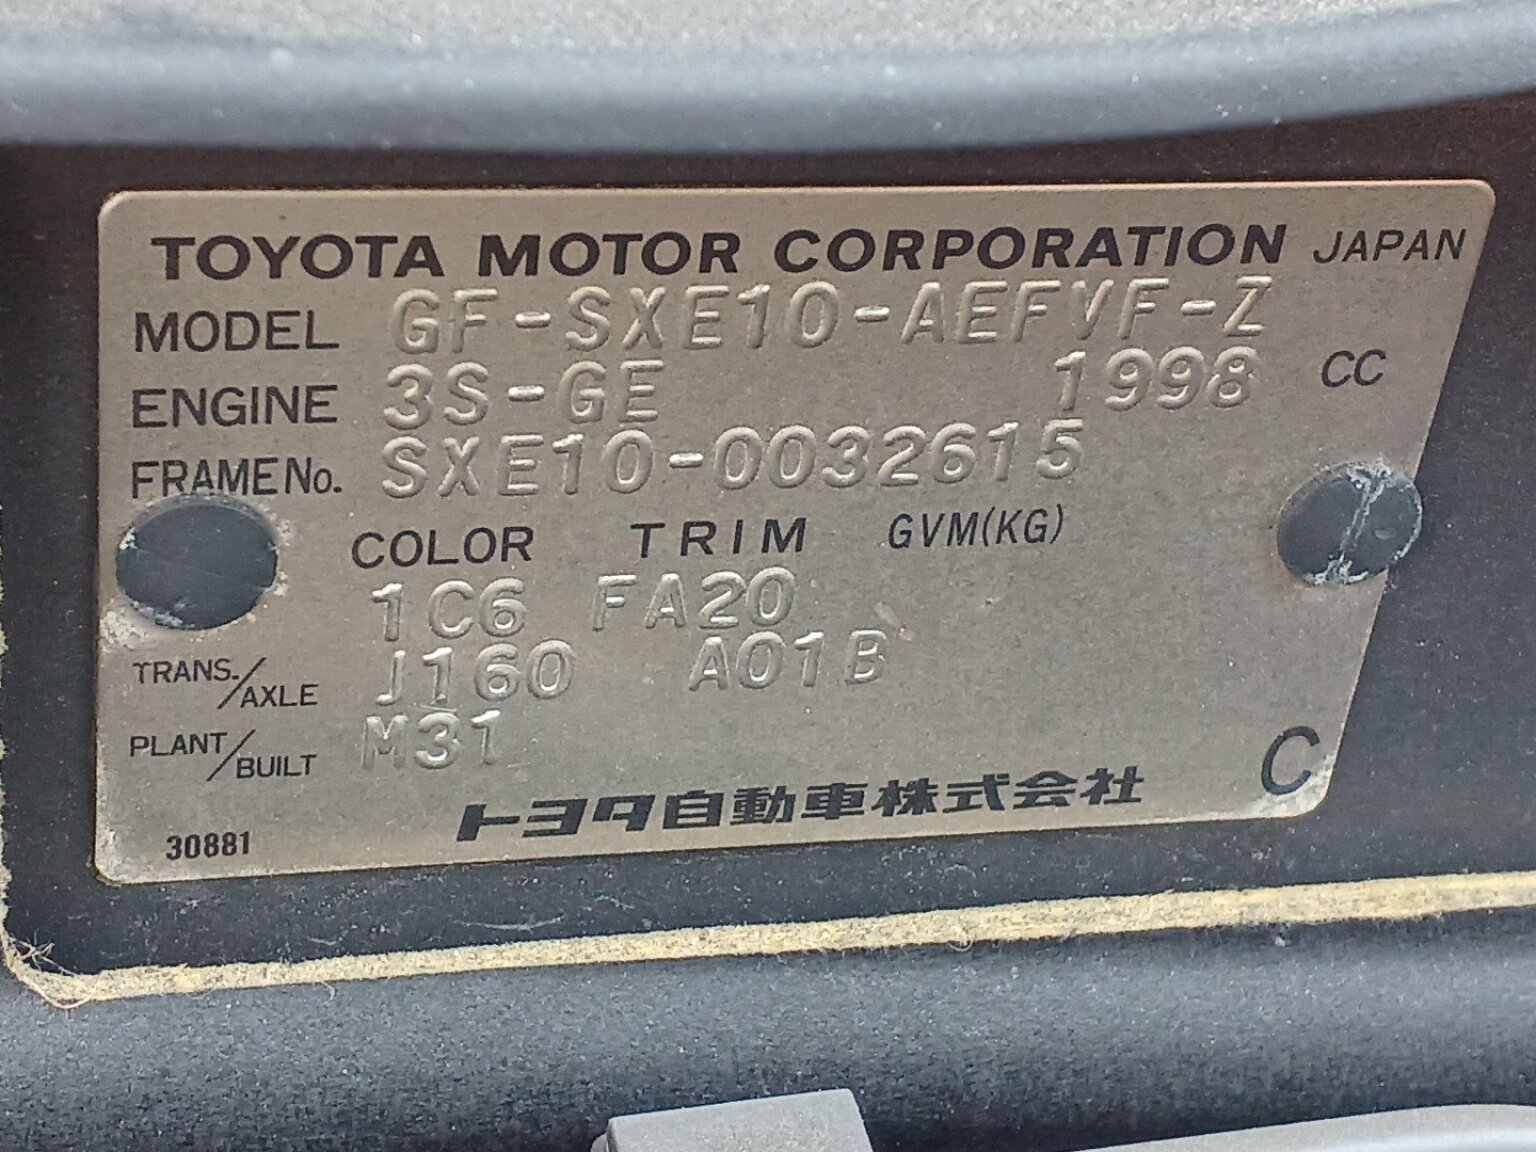 TOYOTA MOTOR CORPORATION JAPAN
MODEL GF-SXE10-AEFVF-Z
ENGINE 3S-GE 1998 CC
FRAME No. SXE10-0032615
COLOR TRIM GVM(KG)
1C6 FA20
TRANS./AXLE J160 A01B
PLANT/BUILT M31
トヨタ自動車株式会社 C
30881